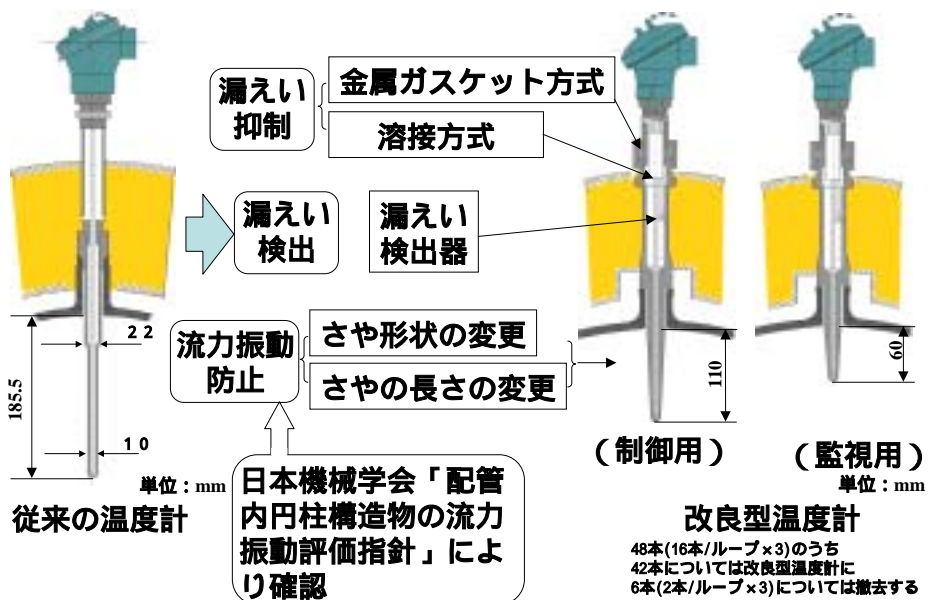 漏えい
抑制
金属ガスケット方式
溶接方式
漏えい
検出
漏えい
検出器
流力振動
防止
さや形状の変更
さやの長さの変更
日本機械学会「配管
内円柱構造物の流力
振動評価指針」によ
り確認
22
185.5
10
単位:mm
従来の温度計
110
(制御用)
60
(監視用)
単位:mm
改良型温度計
48本(16本/ループ×3)のうち
42本については改良型温度計に
6本(2本/ループ×3)については撤去する